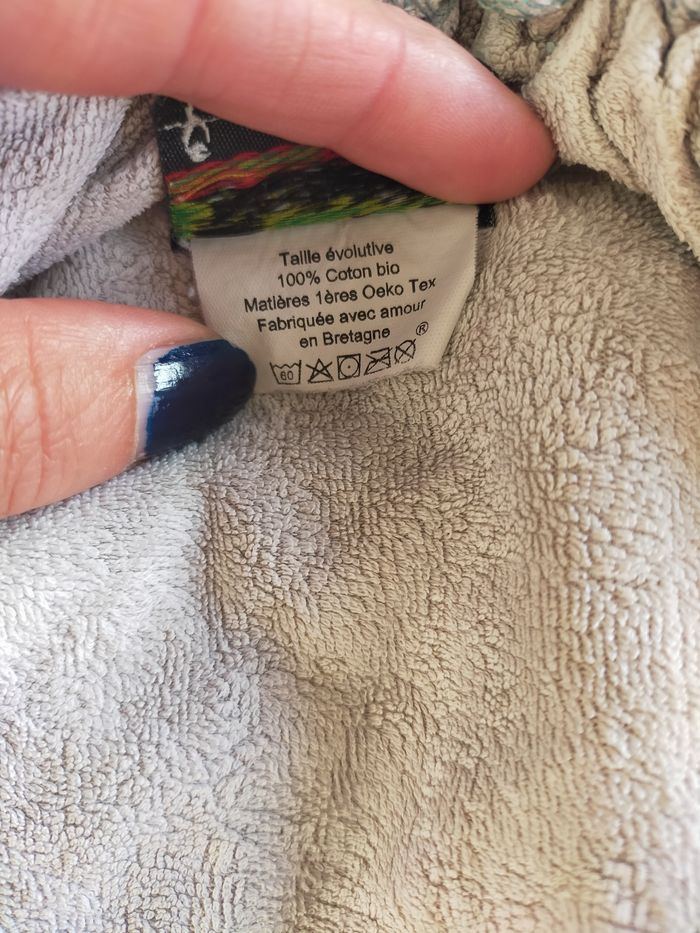 Taille évolutive
100% Coton bio
Matières 1ères Oeko Tex
Fabriquée avec amour
en Bretagne ®
60